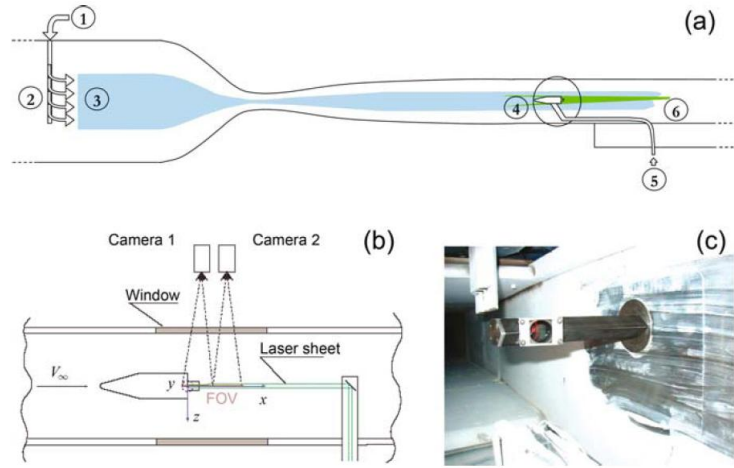 (a)
1
2
3
4
5
6
(b)
Camera 1
Camera 2
Window
Laser sheet
V∞
y
x
FOV
z
(c)